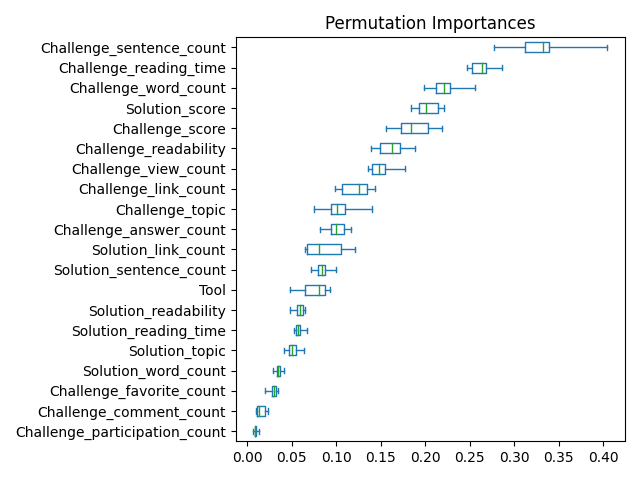 Permutation Importances
Challenge_sentence_count
Challenge_reading_time
Challenge_word_count
Solution_score
Challenge_score
Challenge_readability
Challenge_view_count
Challenge_link_count
Challenge_topic
Challenge_answer_count
Solution_link_count
Solution_sentence_count
Tool
Solution_readability
Solution_reading_time
Solution_topic
Solution_word_count
Challenge_favorite_count
Challenge_comment_count
Challenge_participation_count
0.00 0.05 0.10 0.15 0.20 0.25 0.30 0.35 0.40